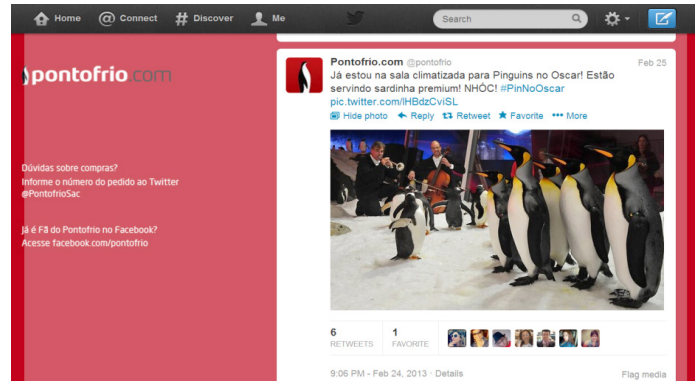 Home
Connect
Discover
Me
Search
pontofrio.com
Dúvidas sobre compras?
Informe o número do pedido ao Twitter
@PontofrioSac
Já é Fã do Pontofrio no Facebook?
Acesse facebook.com/pontofrio
Pontofrio.com @pontofrio Feb 25
Já estou na sala climatizada para Pinguins no Oscar! Estão
servindo sardinha premium! NHÓC! #PinNoOscar
pic.twitter.com/IHBdzCviSL
Hide photo Reply Retweet Favorite More
6 1
RETWEETS FAVORITE
9:06 PM - Feb 24, 2013 · Details Flag media